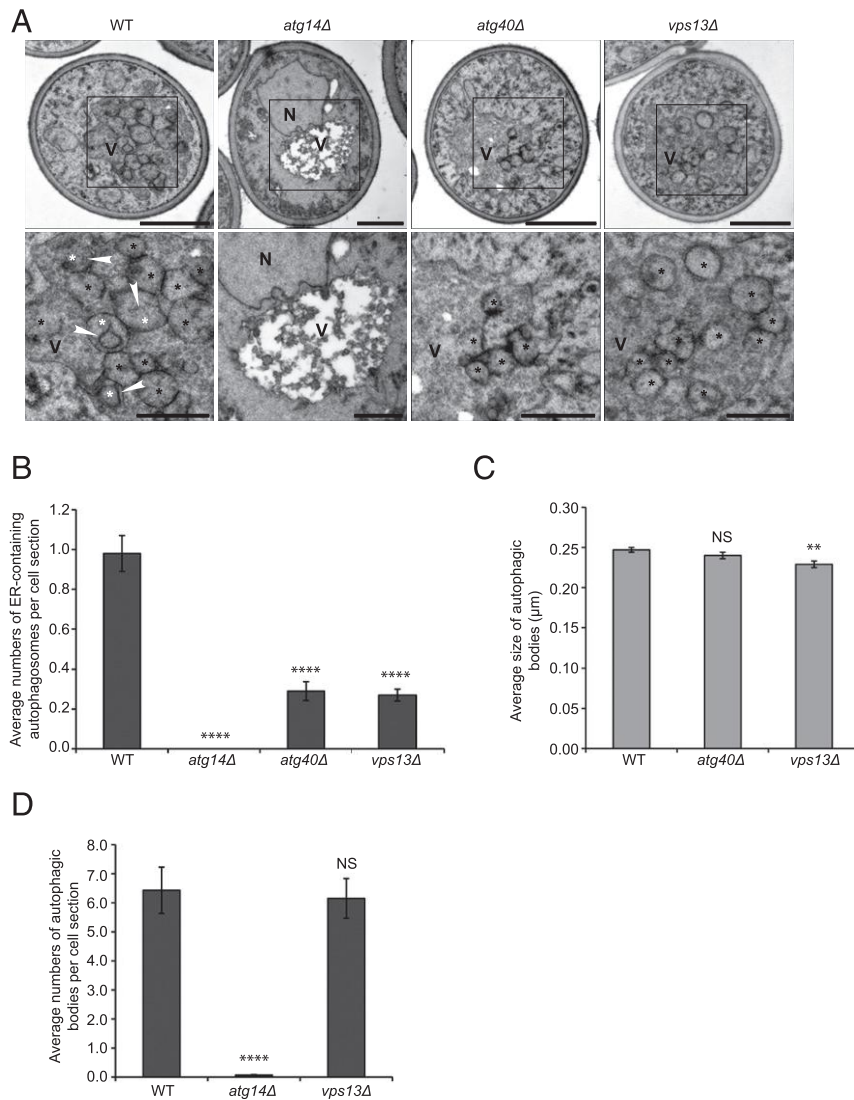 A
WT
atg14Δ
atg40Δ
vps13Δ
V
N
V
V
V
* * * * * * * * * * * * *
V
N
V
* * * * * *
V
* * * * * * * * * * *
V
B
Average numbers of ER-containing
autophagosomes per cell section
1.2
1.0
0.8
0.6
0.4
0.2
0.0
****
****
****
WT
atg14Δ
atg40Δ
vps13Δ
C
Average size of autophagic
bodies (µm)
0.30
0.25
0.20
0.15
0.10
0.05
0.00
NS
**
WT
atg40Δ
vps13Δ
D
Average numbers of autophagic
bodies per cell section
8.0
7.0
6.0
5.0
4.0
3.0
2.0
1.0
0.0
****
NS
WT
atg14Δ
vps13Δ